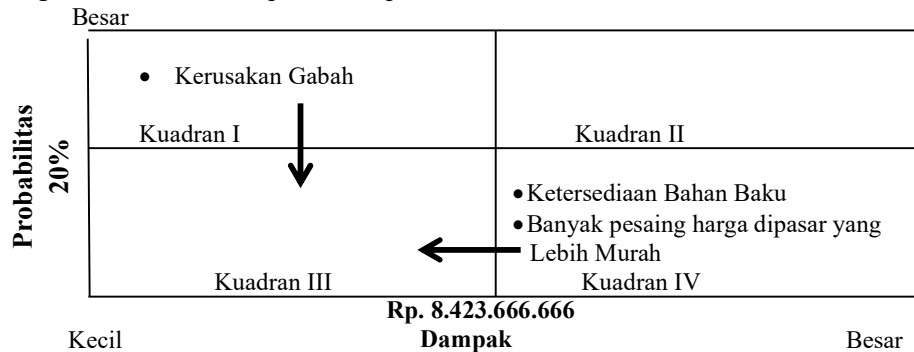 Besar
• Kerusakan Gabah
Kuadran I
Kuadran II
Probabilitas
20%
• Ketersediaan Bahan Baku
• Banyak pesaing harga dipasar yang
Lebih Murah
Kuadran III
Kuadran IV
Rp. 8.423.666.666
Kecil
Dampak
Besar